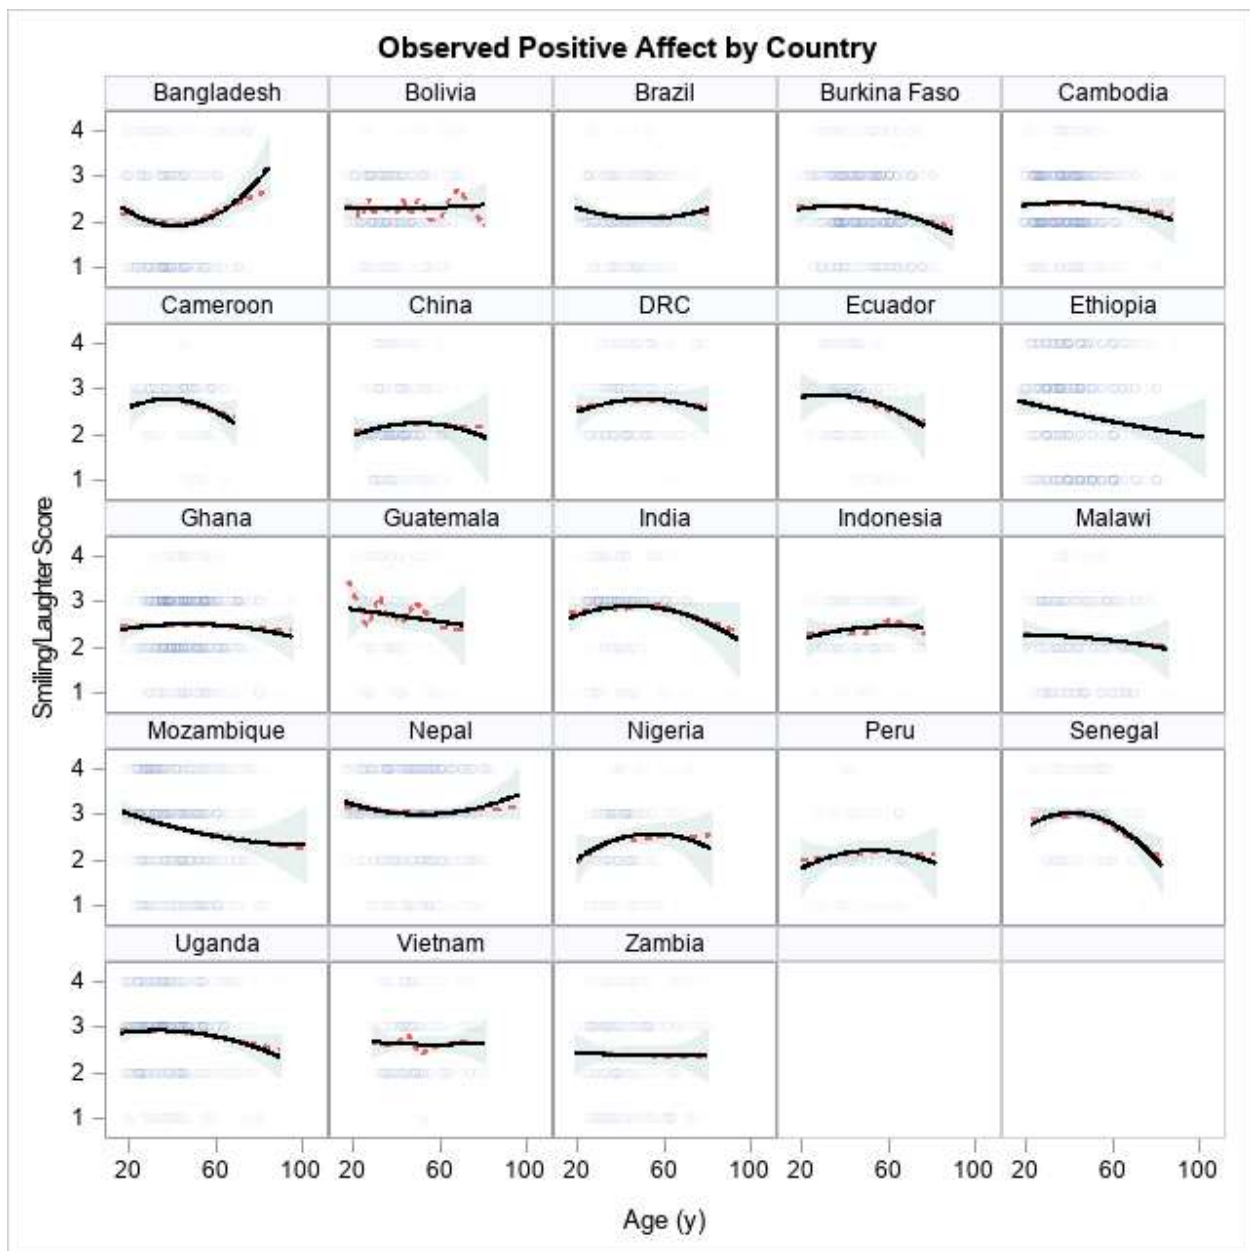 Observed Positive Affect by Country
Bangladesh Bolivia Brazil Burkina Faso Cambodia
4
3
2
1
Cameroon China DRC Ecuador Ethiopia
4
3
2
1
Ghana Guatemala India Indonesia Malawi
4
3
2
1
Mozambique Nepal Nigeria Peru Senegal
4
3
2
1
Uganda Vietnam Zambia
4
3
2
1
Smiling/Laughter Score
20 60 100 20 60 100 20 60 100 20 60 100 20 60 100
Age (y)